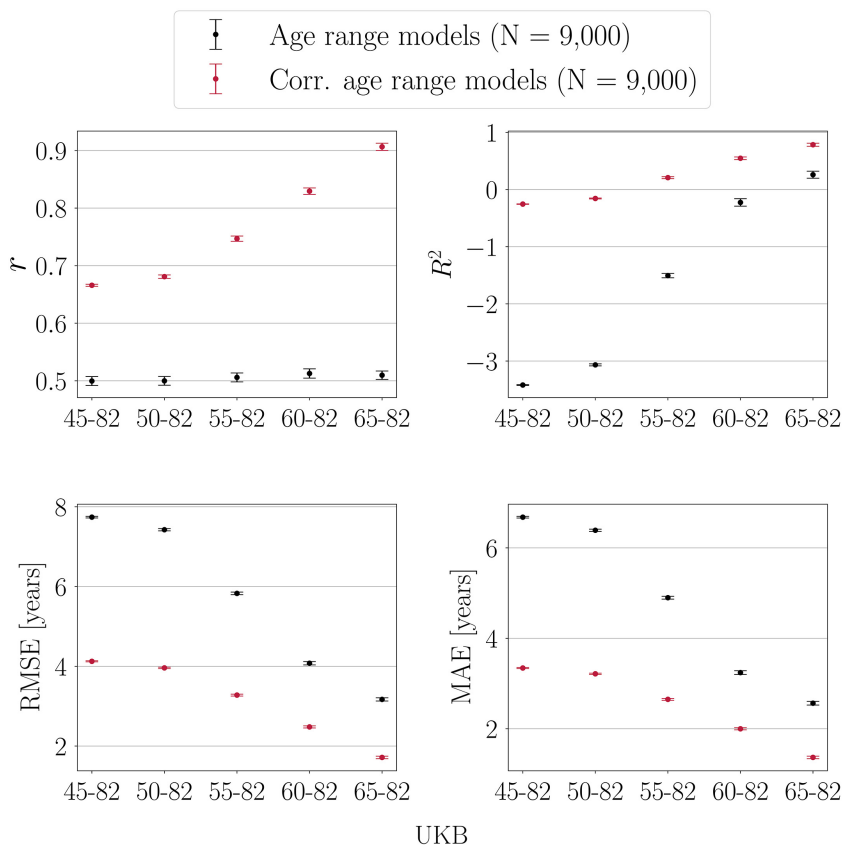 Age range models (N = 9,000)
Corr. age range models (N = 9,000)
0.9
0.8
0.7
0.6
0.5
r
45-82 50-82 55-82 60-82 65-82
1
0
−1
−2
−3
R²
45-82 50-82 55-82 60-82 65-82
8
6
4
2
RMSE [years]
45-82 50-82 55-82 60-82 65-82
6
4
2
MAE [years]
45-82 50-82 55-82 60-82 65-82
UKB